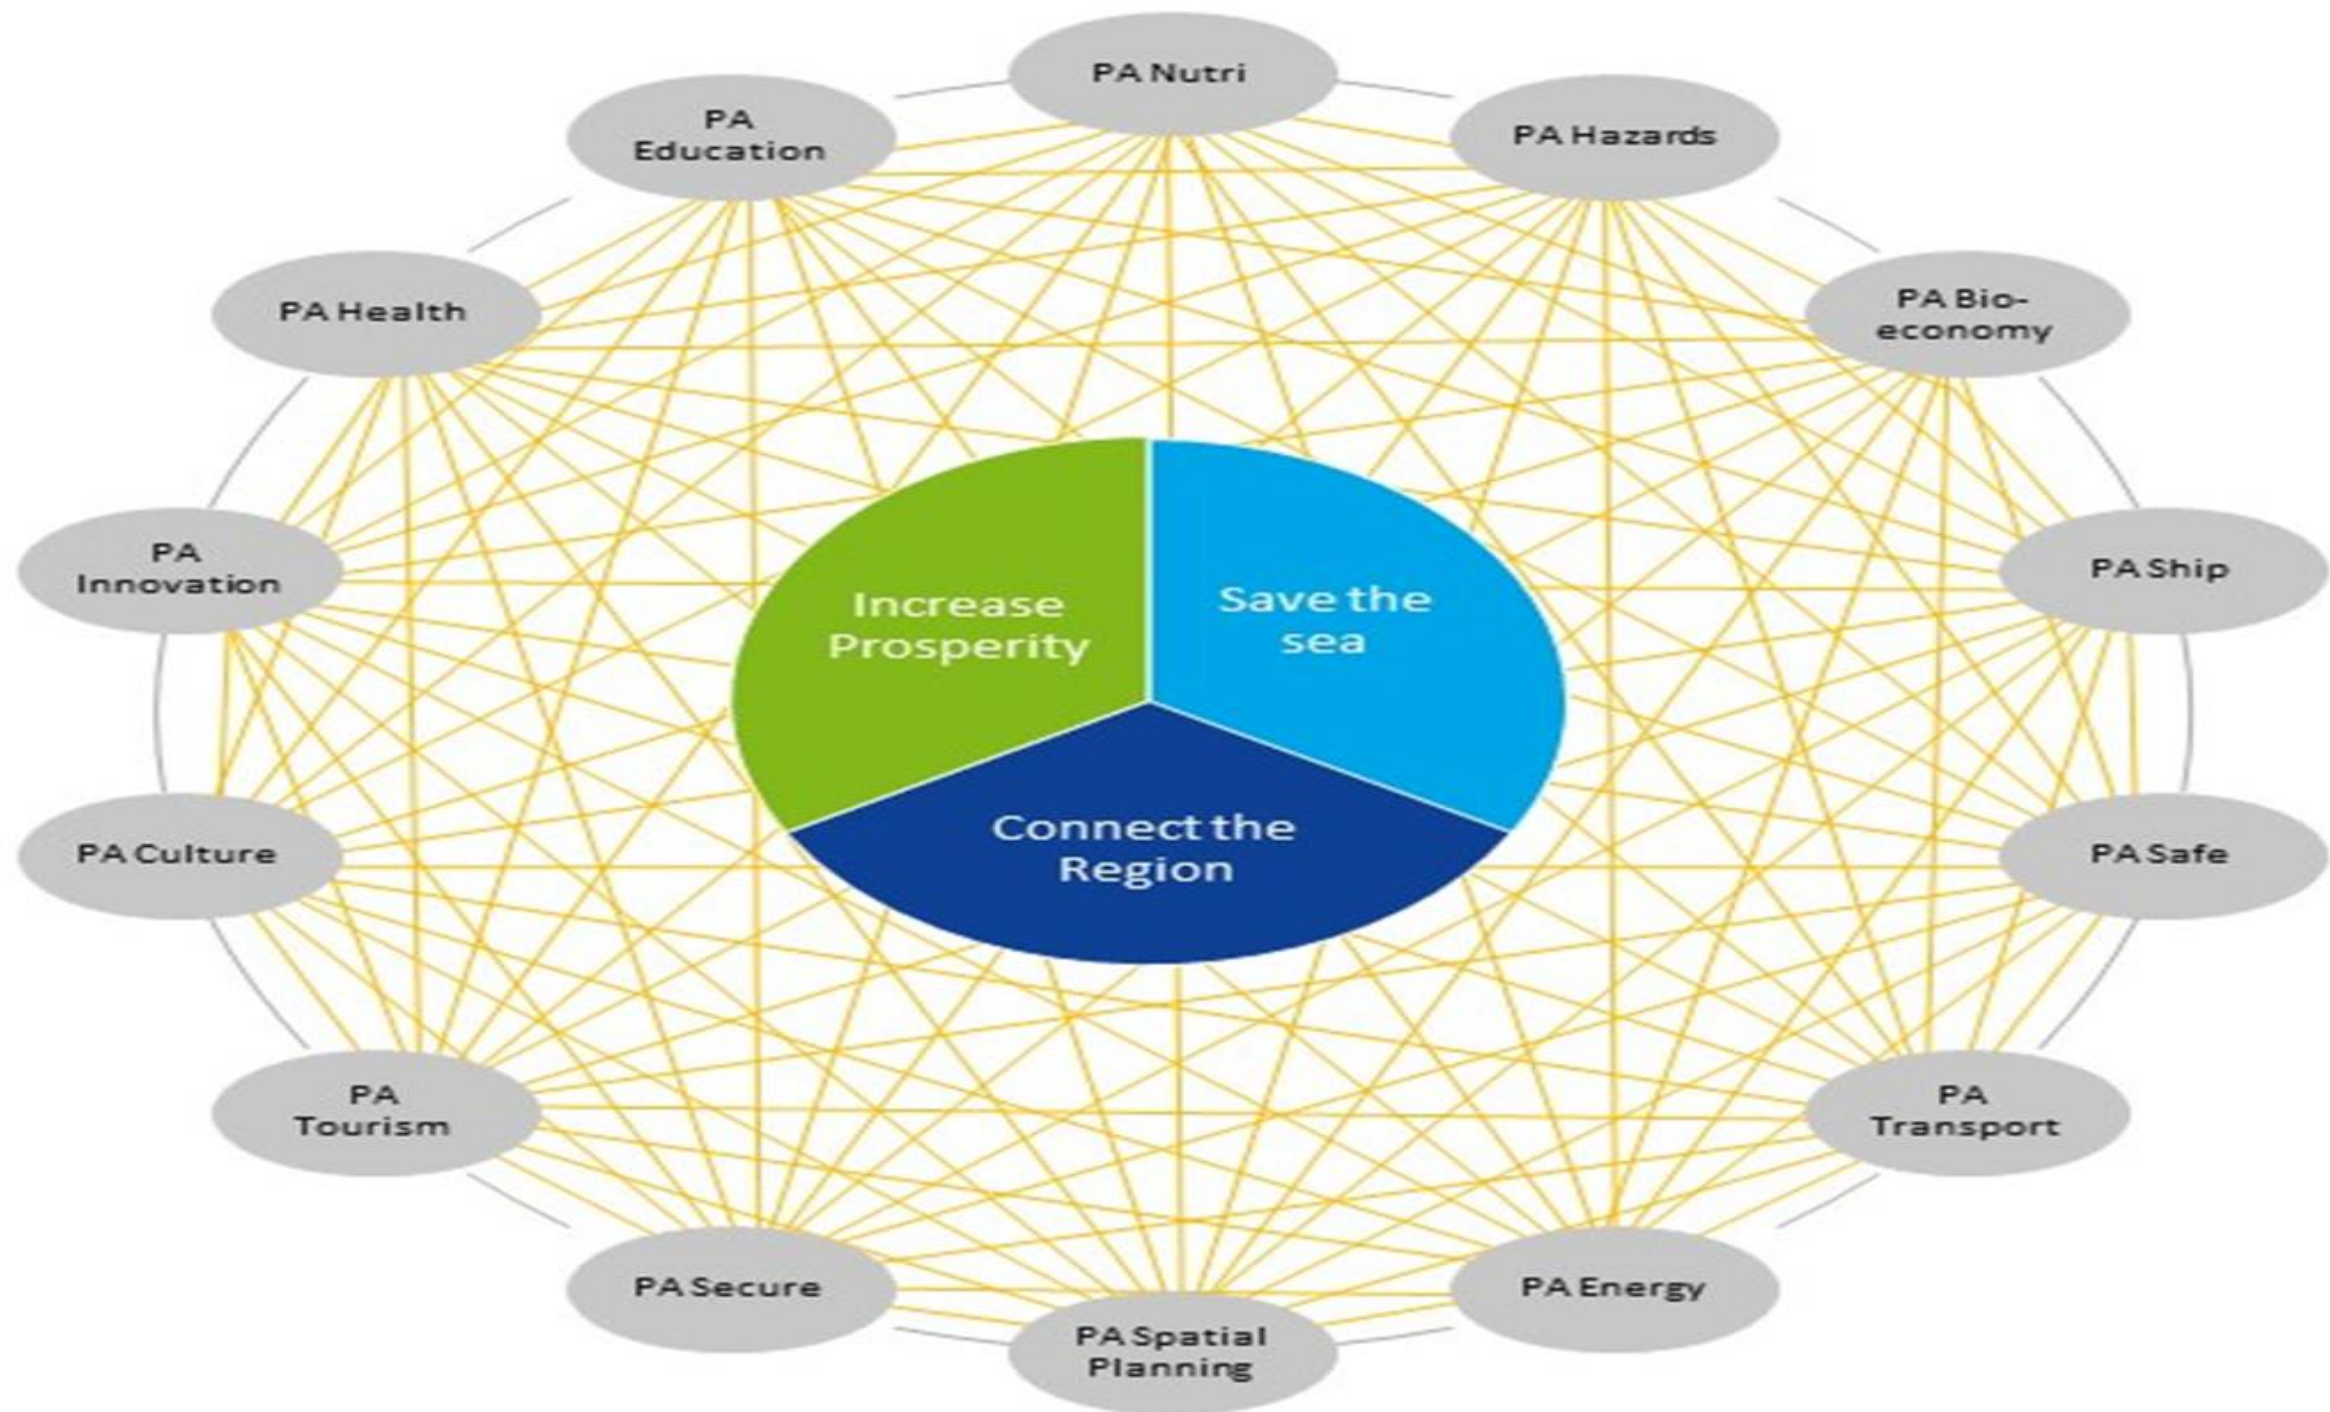 PA Nutri
PA Hazards
PA Bio-
economy
PA Ship
PA Safe
PA
Transport
PA Energy
PA Spatial
Planning
PA Secure
PA
Tourism
PA Culture
PA
Innovation
PA Health
PA
Education
Increase
Prosperity
Save the
sea
Connect the
Region